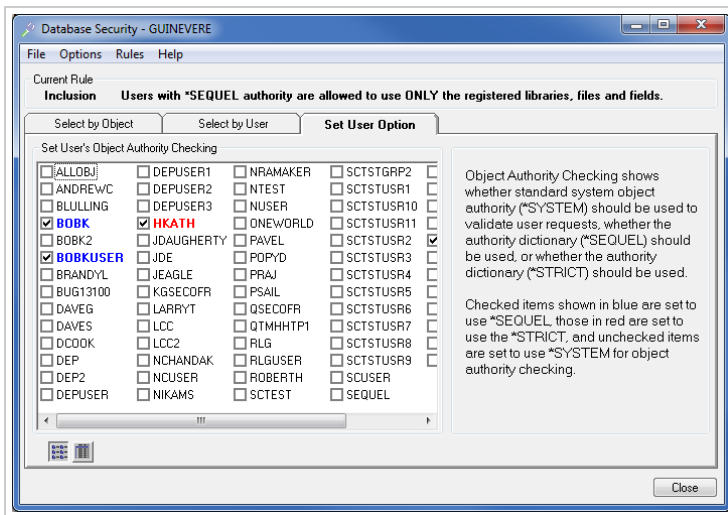 Database Security - GUINEVERE
File Options Rules Help
Current Rule
Inclusion Users with *SEQUEL authority are allowed to use ONLY the registered libraries, files and fields.
Select by Object Select by User Set User Option
Set User's Object Authority Checking
ALLOBJ DEPUSER1 NRAMAKER SCTSTGRP2
ANDREWC DEPUSER2 NTEST SCTSTUSR1
BLULLING DEPUSER3 NUSER SCTSTUSR10
BOBK HKATH ONEWORLD SCTSTUSR11
BOBK2 JDAUGHERTY PAVEL SCTSTUSR2
BOBKUSER JDE POPYD SCTSTUSR3
BRANDYL JEAGLE PRAJ SCTSTUSR4
BUG13100 KGSECOFR PSAIL SCTSTUSR5
DAVEG LARRYT QSECOFR SCTSTUSR6
DAVES LCC QTMHHTP1 SCTSTUSR7
DCOOK LCC2 RLG SCTSTUSR8
DEP NCHANDAK RLGUSER SCTSTUSR9
DEP2 NCUSER ROBERTH SCUSER
DEPUSER NIKAMS SCTEST SEQUEL
Object Authority Checking shows
whether standard system object
authority (*SYSTEM) should be used to
validate user requests, whether the
authority dictionary (*SEQUEL) should
be used, or whether the authority
dictionary (*STRICT) should be used.
Checked items shown in blue are set to
use *SEQUEL, those in red are set to
use the *STRICT, and unchecked items
are set to use *SYSTEM for object
authority checking.
Close